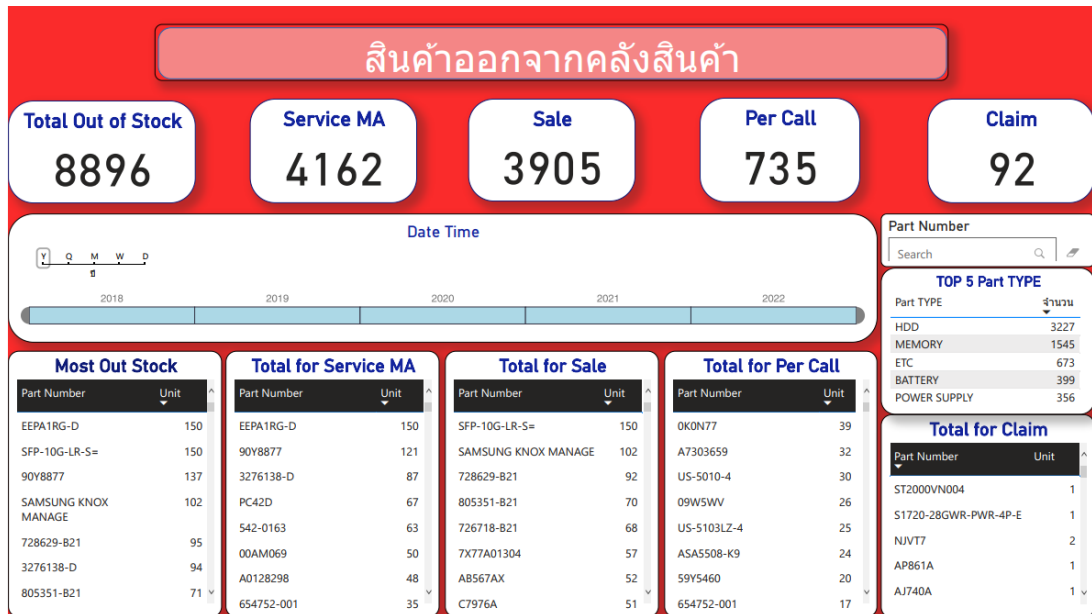 สินค้าออกจากคลังสินค้า
Total Out of Stock
8896
Service MA
4162
Sale
3905
Per Call
735
Claim
92
Date Time
Y Q M W D
ปี
2018 2019 2020 2021 2022
Part Number
Search
TOP 5 Part TYPE
Part TYPE จำนวน
HDD 3227
MEMORY 1545
ETC 673
BATTERY 399
POWER SUPPLY 356
Most Out Stock
Part Number Unit
EEPA1RG-D 150
SFP-10G-LR-S= 150
90Y8877 137
SAMSUNG KNOX 102
MANAGE
728629-B21 95
3276138-D 94
805351-B21 71
Total for Service MA
Part Number Unit
EEPA1RG-D 150
90Y8877 121
3276138-D 87
PC42D 67
542-0163 63
00AM069 50
A0128298 48
654752-001 35
Total for Sale
Part Number Unit
SFP-10G-LR-S= 150
SAMSUNG KNOX MANAGE 102
728629-B21 92
805351-B21 70
726718-B21 68
7X77A01304 57
AB567AX 52
C7976A 51
Total for Per Call
Part Number Unit
0K0N77 39
A7303659 32
US-5010-4 30
09W5WV 26
US-5103LZ-4 25
ASA5508-K9 24
59Y5460 20
654752-001 17
Total for Claim
Part Number Unit
ST2000VN004 1
S1720-28GWR-PWR-4P-E 1
NJVT7 2
AP861A 1
AJ740A 1